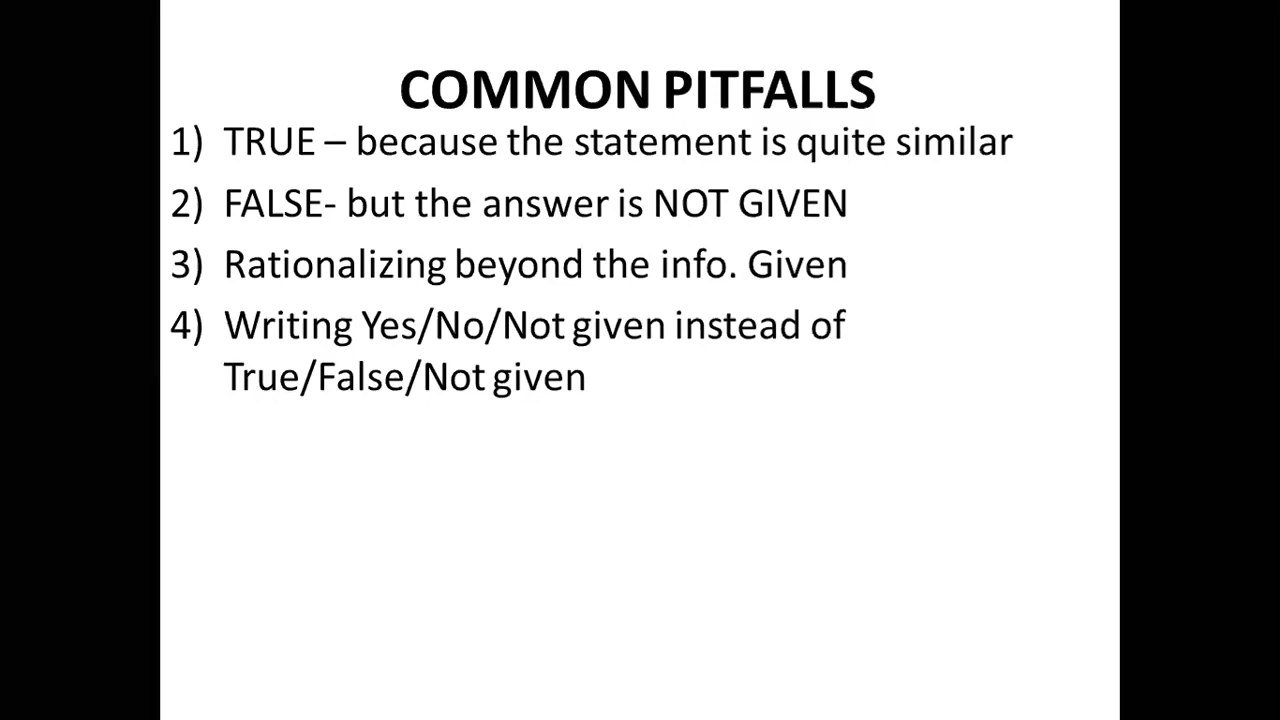 COMMON PITFALLS
1) TRUE – because the statement is quite similar
2) FALSE- but the answer is NOT GIVEN
3) Rationalizing beyond the info. Given
4) Writing Yes/No/Not given instead of
True/False/Not given